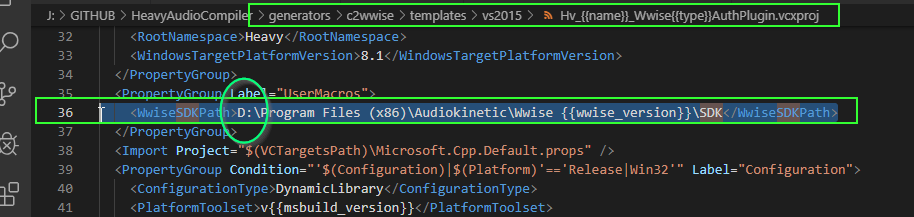 J: > GITHUB > HeavyAudioCompiler > generators > c2wwise > templates > vs2015 > Hv_{{name}}_Wwise{{type}}AuthPlugin.vcxproj
32 <RootNamespace>Heavy</RootNamespace>
33 <WindowsTargetPlatformVersion>8.1</WindowsTargetPlatformVersion>
34 </PropertyGroup>
35 <PropertyGroup Label="UserMacros">
36 <WwiseSDKPath>D:\Program Files (x86)\Audiokinetic\Wwise {{wwise_version}}\SDK</WwiseSDKPath>
37 </PropertyGroup>
38 <Import Project="$(VCTargetsPath)\Microsoft.Cpp.Default.props" />
39 <PropertyGroup Condition="'$(Configuration)|$(Platform)'=='Release|Win32'" Label="Configuration">
40 <ConfigurationType>DynamicLibrary</ConfigurationType>
41 <PlatformToolset>v{{msbuild_version}}</PlatformToolset>